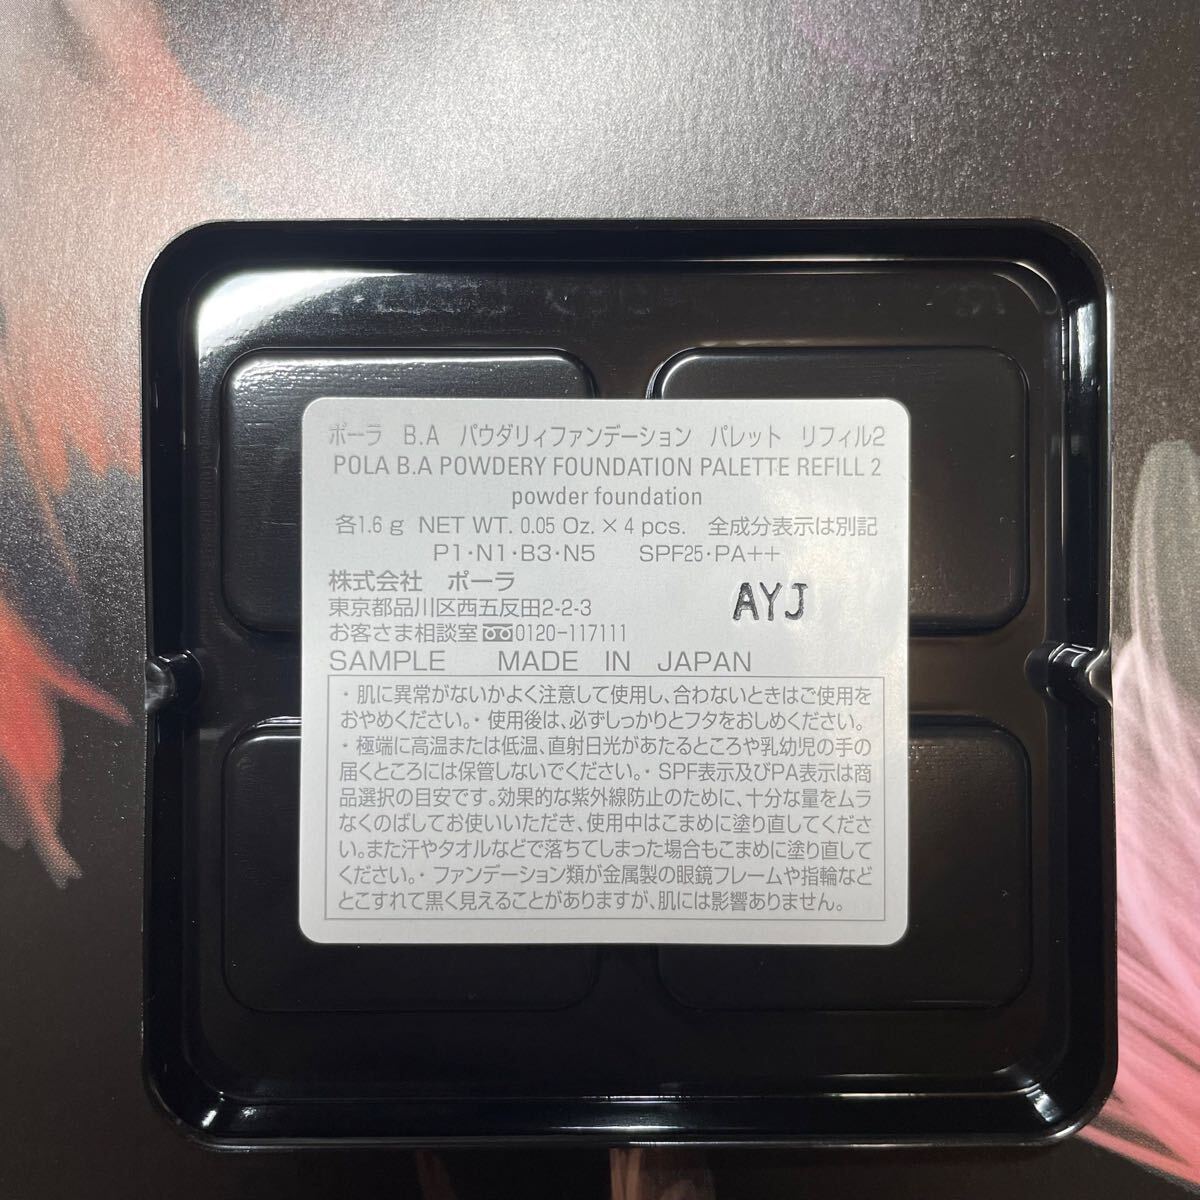 ポーラ B.A パウダリィファンデーション パレット リフィル2
POLA B.A POWDERY FOUNDATION PALETTE REFILL 2
powder foundation
各1.6g NET WT. 0.05 Oz. × 4 pcs. 全成分表示は別記
P1・N1・B3・N5 SPF25・PA++
株式会社 ポーラ
東京都品川区西五反田2-2-3
お客さま相談室 0120-117111
AYJ
SAMPLE MADE IN JAPAN
・肌に異常がないかよく注意して使用し、合わないときはご使用を
おやめください。・使用後は、必ずしっかりとフタをおしめください。
・極端に高温または低温、直射日光があたるところや乳幼児の手の
届くところには保管しないでください。・SPF表示及びPA表示は商
品選択の目安です。効果的な紫外線防止のために、十分な量をムラ
なくのばしてお使いいただき、使用中はこまめに塗り直してくださ
い。また汗やタオルなどで落ちてしまった場合もこまめに塗り直して
ください。・ファンデーション類が金属製の眼鏡フレームや指輪など
とこすれて黒く見えることがありますが、肌には影響ありません。